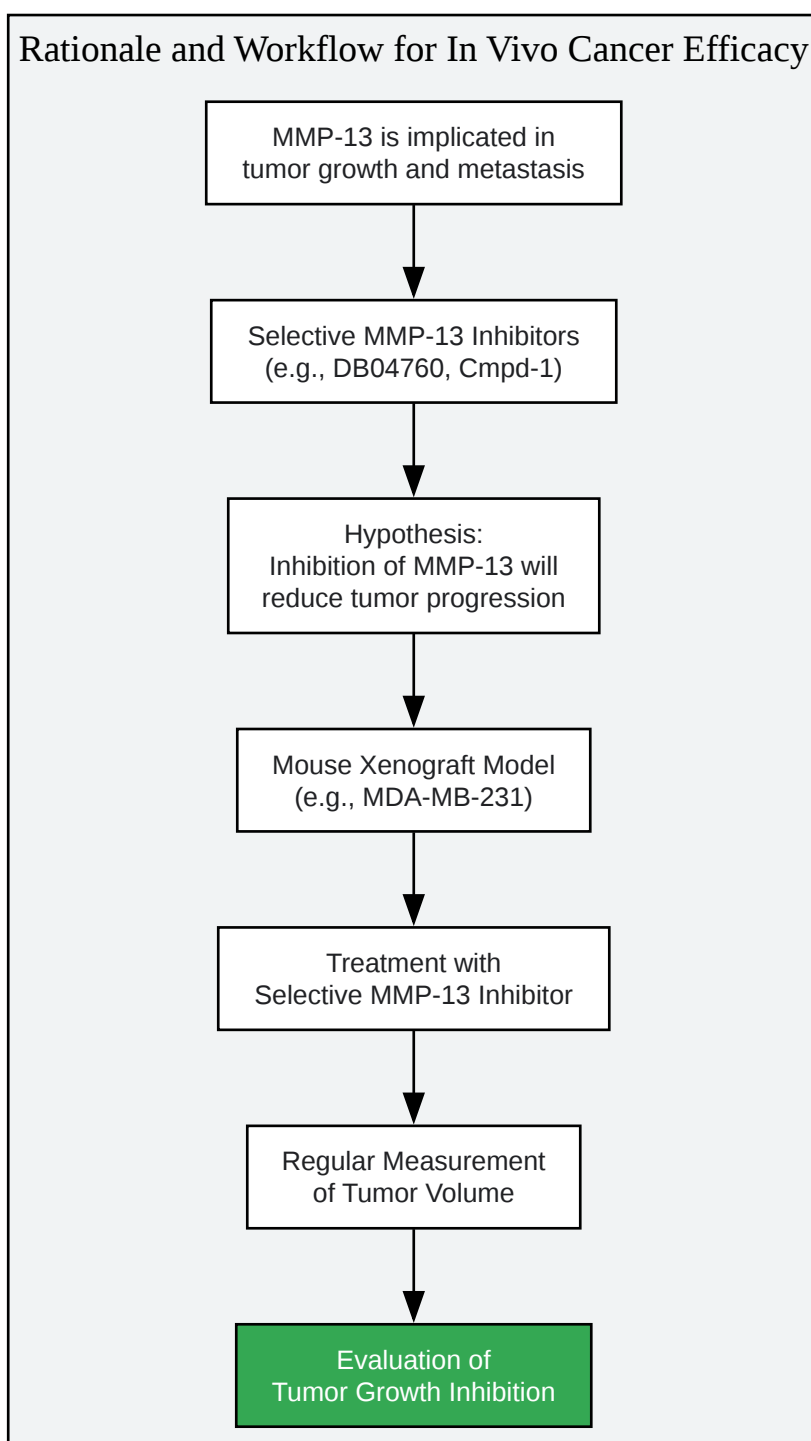 Rationale and Workflow for In Vivo Cancer Efficacy
MMP-13 is implicated in
tumor growth and metastasis
Selective MMP-13 Inhibitors
(e.g., DB04760, Cmpd-1)
Hypothesis:
Inhibition of MMP-13 will
reduce tumor progression
Mouse Xenograft Model
(e.g., MDA-MB-231)
Treatment with
Selective MMP-13 Inhibitor
Regular Measurement
of Tumor Volume
Evaluation of
Tumor Growth Inhibition